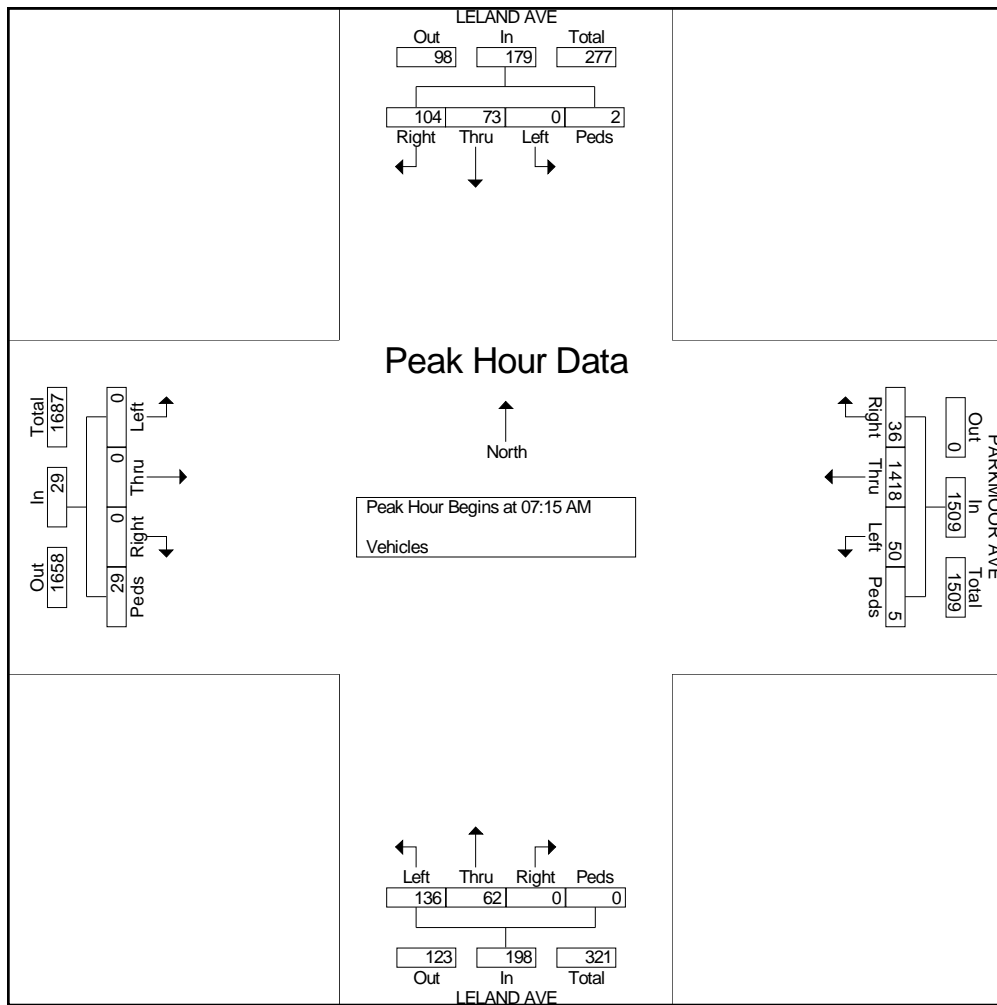 LELAND AVE
Out In Total
98 179 277
104 73 0 2
Right Thru Left Peds
Peak Hour Data
North
Peak Hour Begins at 07:15 AM
Vehicles
Total In Out
1687 29 1658
0 0 0 29
Left Thru Right Peds
PARKMOOR AVE
Out In Total
0 1509 1509
36 1418 50 5
Right Thru Left Peds
Left Thru Right Peds
136 62 0 0
123 198 321
Out In Total
LELAND AVE